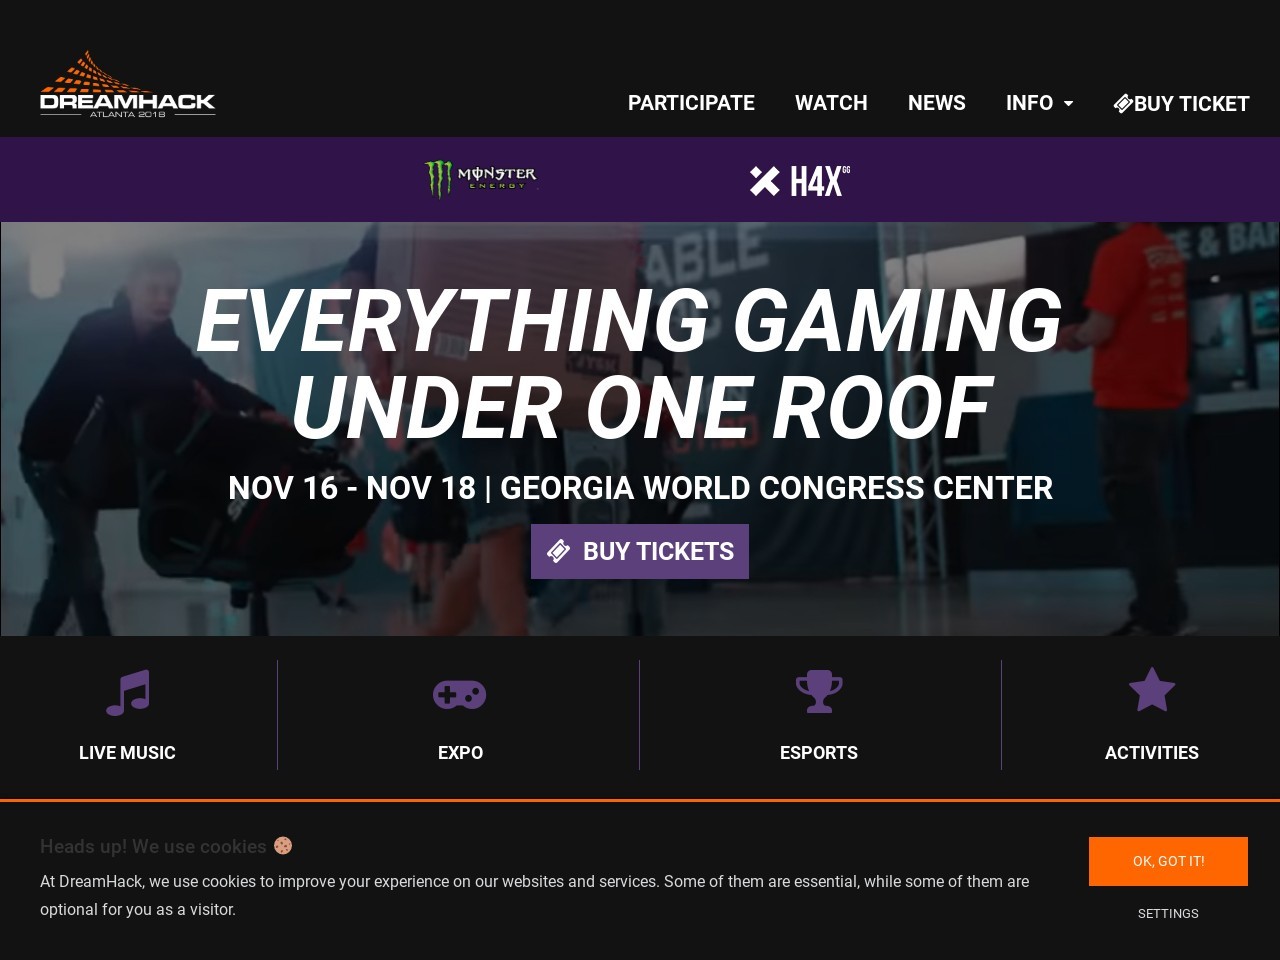 DREAMHACK
ATLANTA 2018
PARTICIPATE
WATCH
NEWS
INFO
BUY TICKET
MONSTER
ENERGY
H4X GG
ABLE
E & BAR
EVERYTHING GAMING
UNDER ONE ROOF
NOV 16 - NOV 18 | GEORGIA WORLD CONGRESS CENTER
BUY TICKETS
LIVE MUSIC
EXPO
ESPORTS
ACTIVITIES
Heads up! We use cookies
At DreamHack, we use cookies to improve your experience on our websites and services. Some of them are essential, while some of them are
optional for you as a visitor.
OK, GOT IT!
SETTINGS